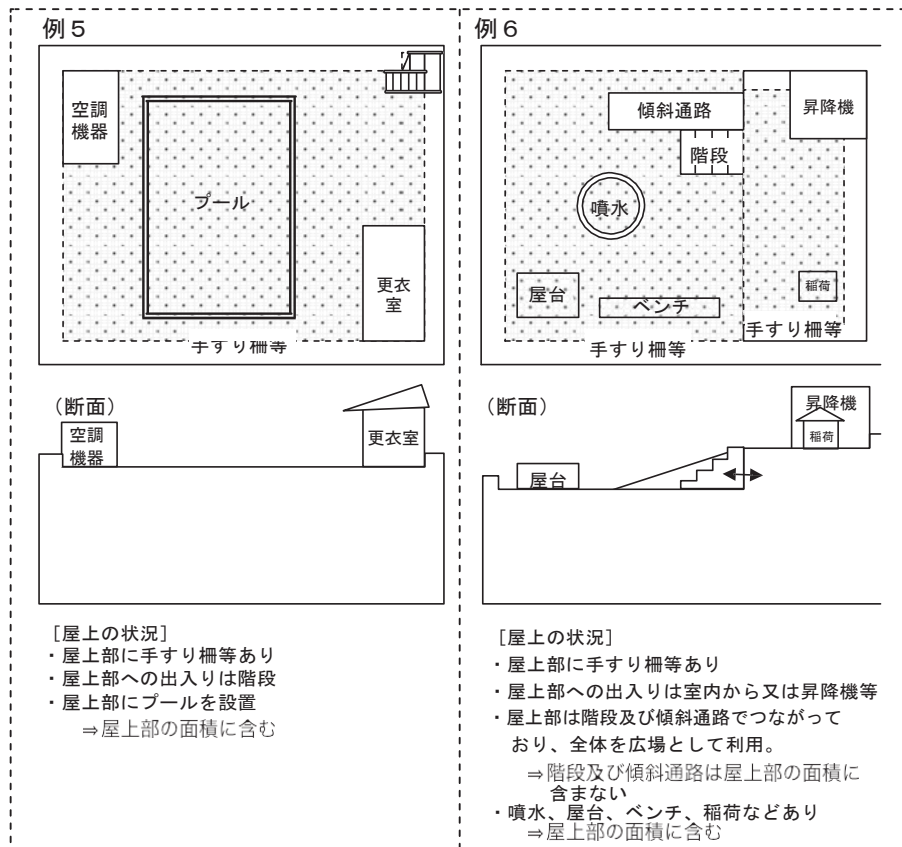 例５
空調
機器
プール
更衣
室
手すり柵等
（断面）
空調
機器
更衣室
［屋上の状況］
・屋上部に手すり柵等あり
・屋上部への出入りは階段
・屋上部にプールを設置
⇒屋上部の面積に含む
例６
傾斜通路
昇降機
階段
噴水
稲荷
屋台
ベンチ
手すり柵等
手すり柵等
（断面）
昇降機
稲荷
屋台
［屋上の状況］
・屋上部に手すり柵等あり
・屋上部への出入りは室内から又は昇降機等
・屋上部は階段及び傾斜通路でつながって
おり、全体を広場として利用。
⇒階段及び傾斜通路は屋上部の面積に
含まない
・噴水、屋台、ベンチ、稲荷などあり
⇒屋上部の面積に含む